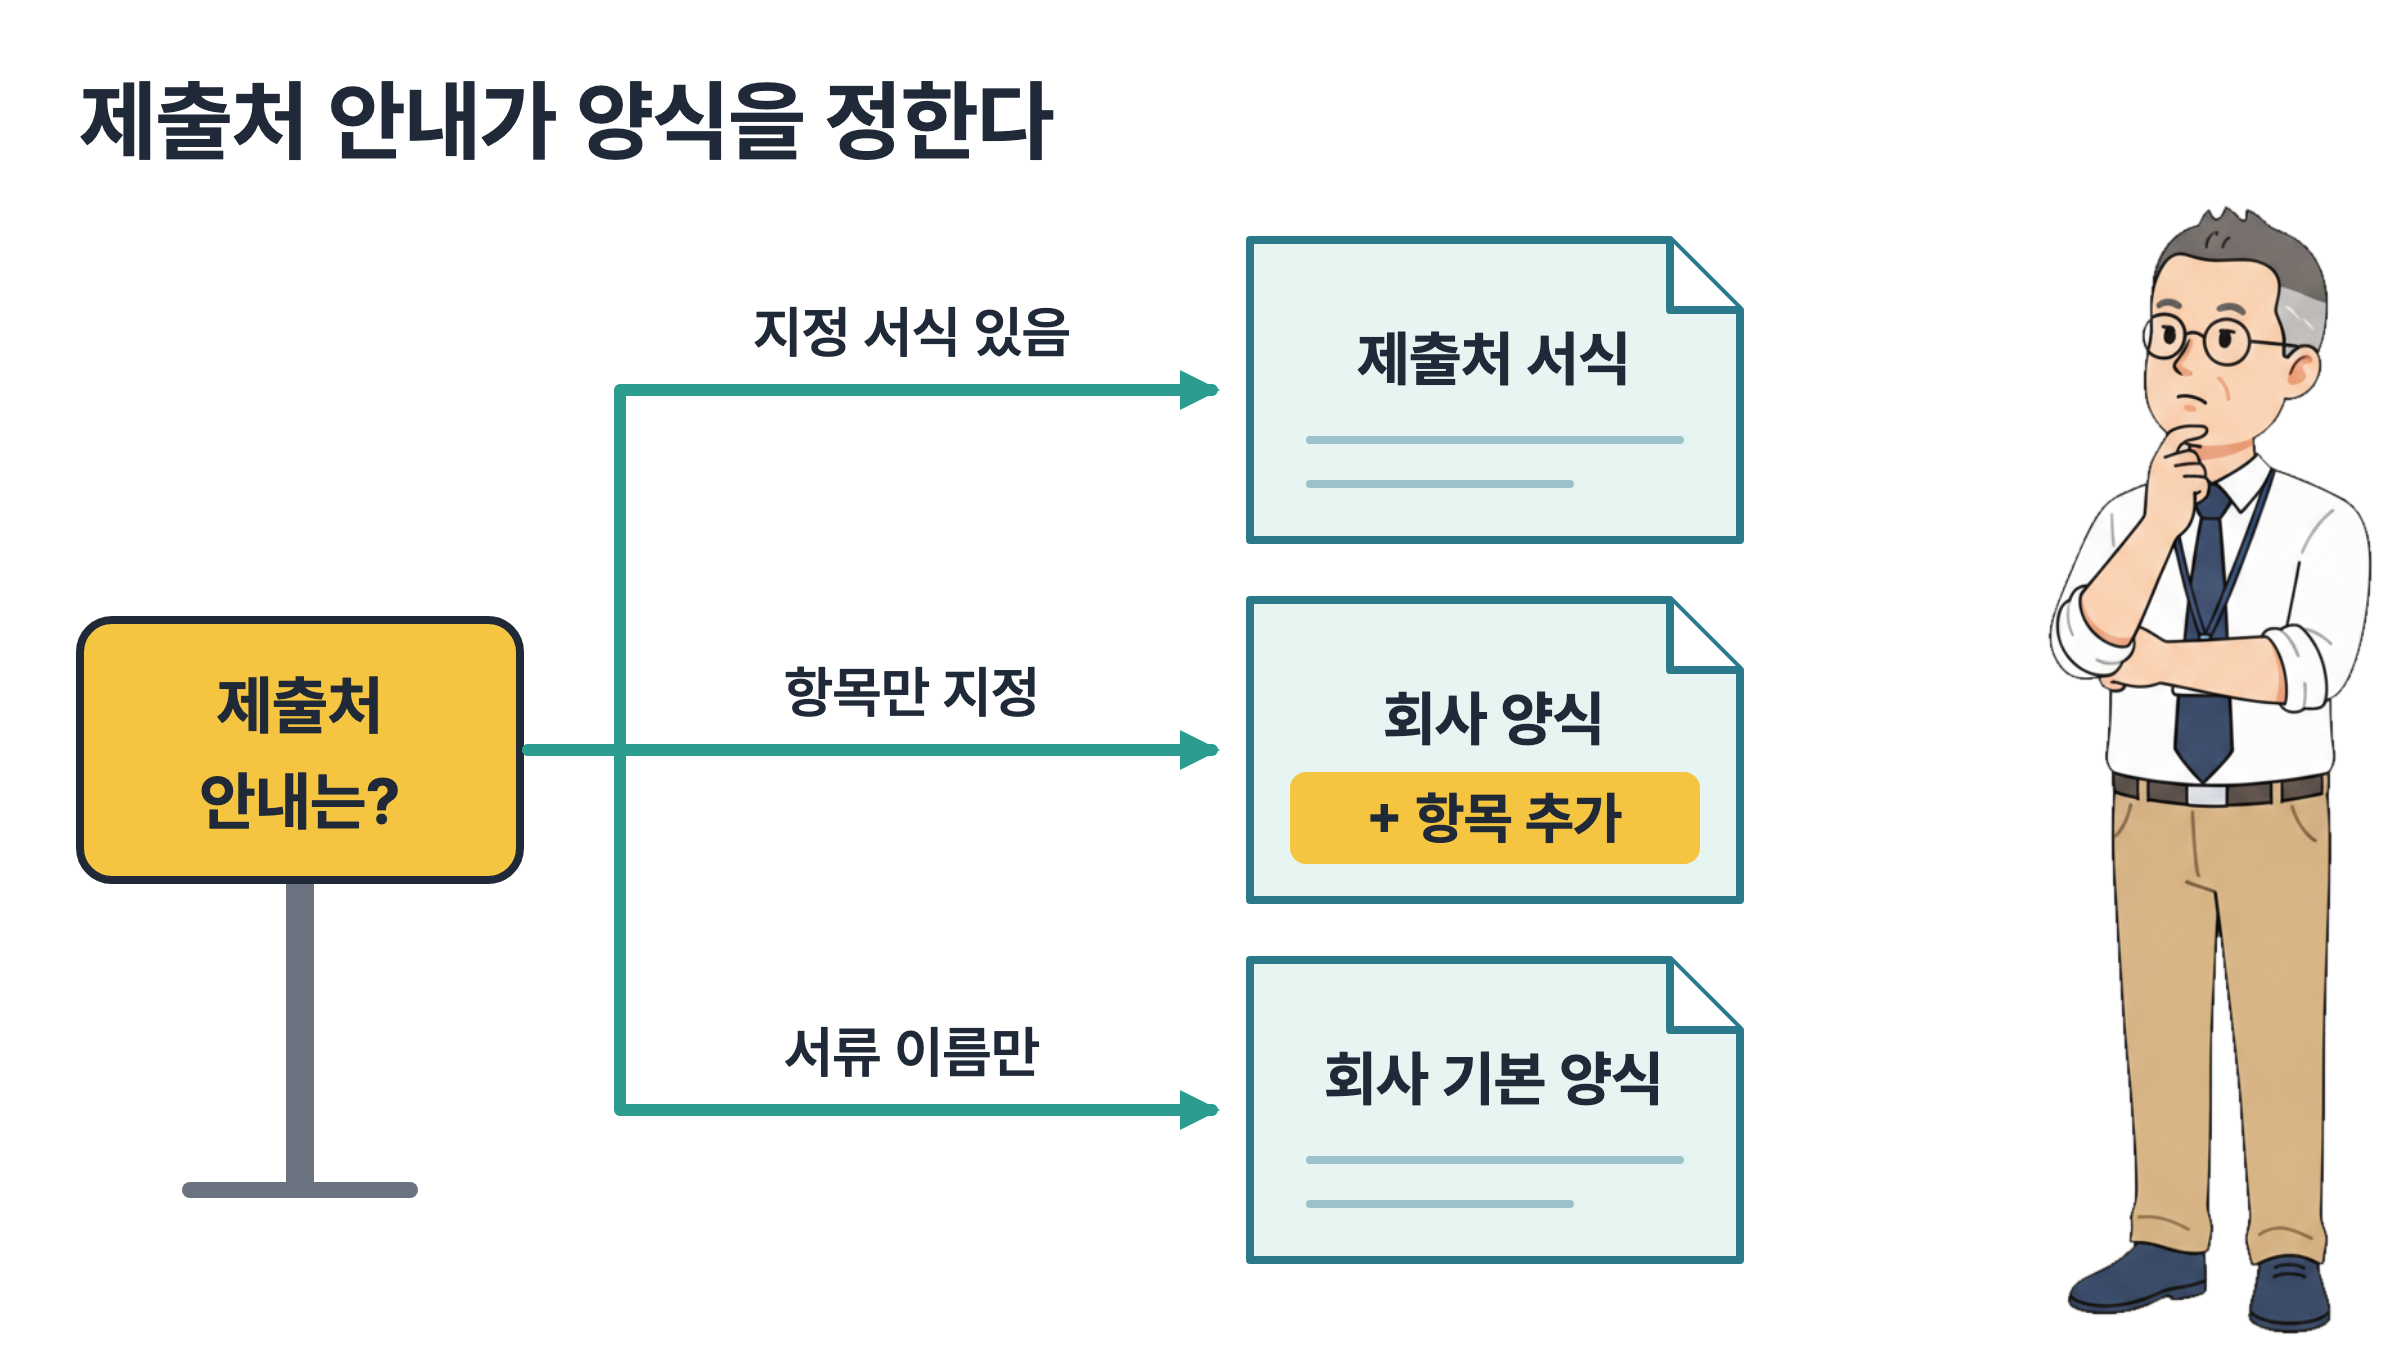 제출처 안내가 양식을 정한다
제출처
안내는?
지정 서식 있음
제출처 서식
항목만 지정
회사 양식
+ 항목 추가
서류 이름만
회사 기본 양식